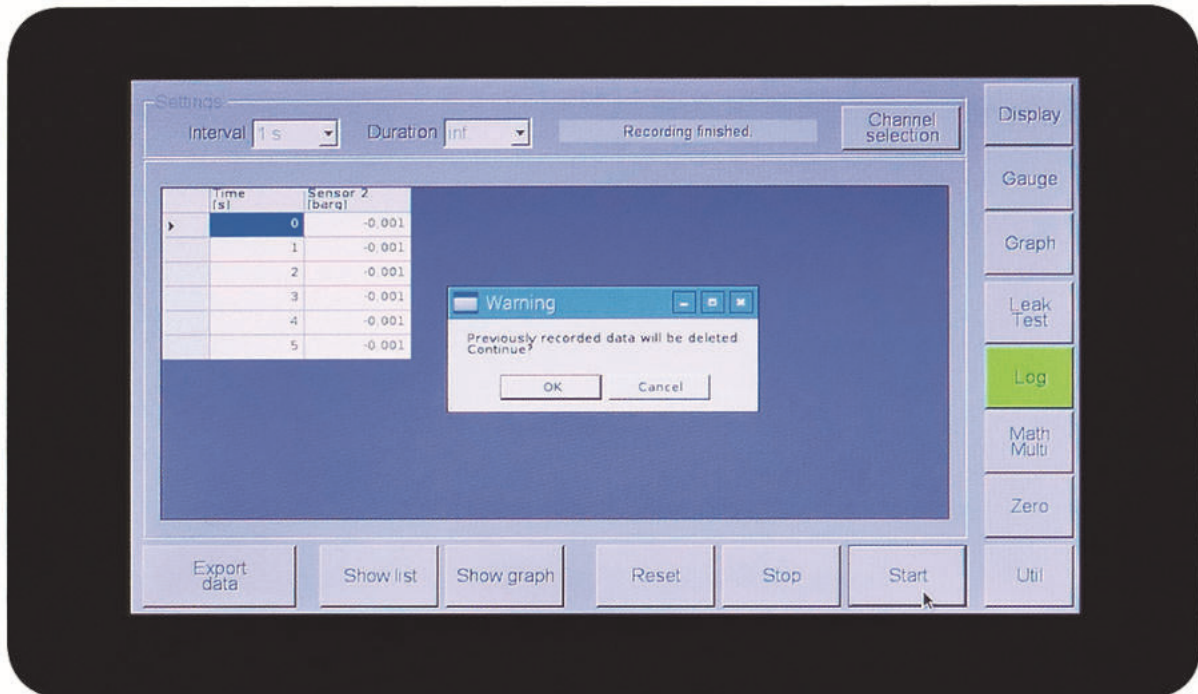 Settings
Interval 1 s Duration inf Recording finished. Channel selection
Time [s] Sensor 2 [barg]
0 -0,001
1 -0,001
2 -0,001
3 -0,001
4 -0,001
5 -0.001
Warning
Previously recorded data will be deleted
Continue?
OK Cancel
Export data Show list Show graph Reset Stop Start
Display
Gauge
Graph
Leak
Test
Log
Math
Multi
Zero
Util